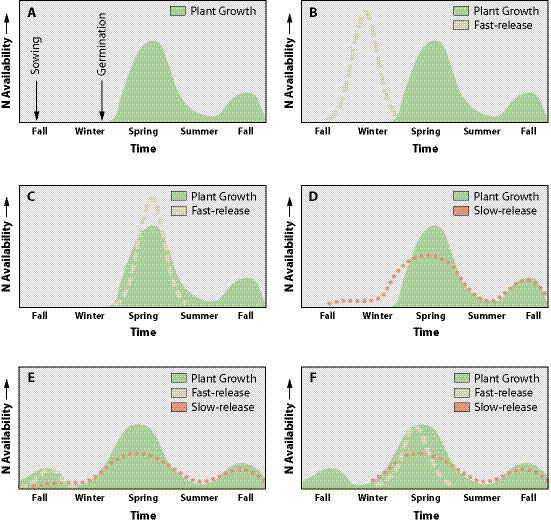 A
Plant Growth
Sowing
Germination
N Availability
Fall Winter Spring Summer Fall
Time
B
Plant Growth
Fast-release
N Availability
Fall Winter Spring Summer Fall
Time
C
Plant Growth
Fast-release
N Availability
Fall Winter Spring Summer Fall
Time
D
Plant Growth
Slow-release
N Availability
Fall Winter Spring Summer Fall
Time
E
Plant Growth
Fast-release
Slow-release
N Availability
Fall Winter Spring Summer Fall
Time
F
Plant Growth
Fast-release
Slow-release
N Availability
Fall Winter Spring Summer Fall
Time